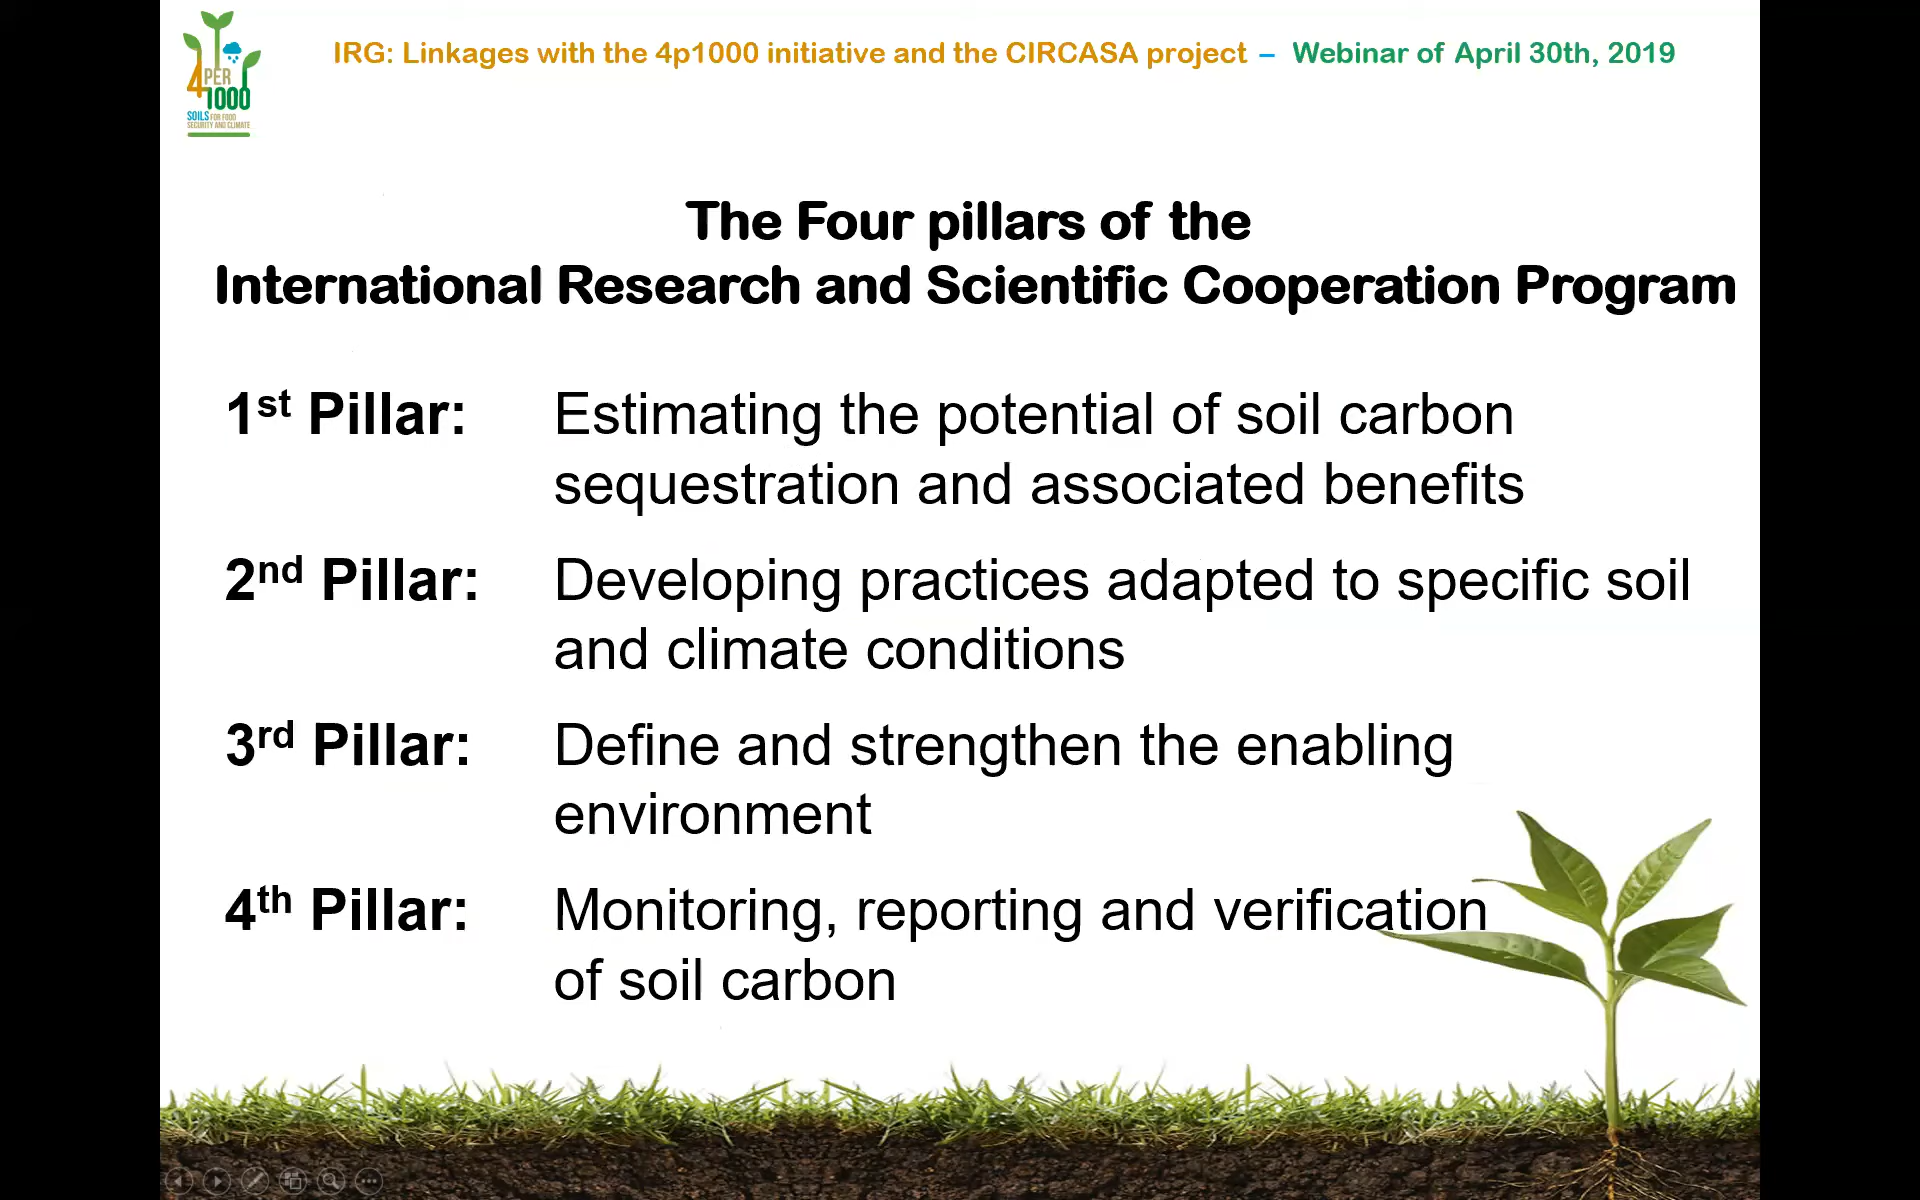 4 PER
1000
SOILS FOR FOOD
SECURITY AND CLIMATE
IRG: Linkages with the 4p1000 initiative and the CIRCASA project – Webinar of April 30th, 2019
The Four pillars of the
International Research and Scientific Cooperation Program
1st Pillar: Estimating the potential of soil carbon
sequestration and associated benefits
2nd Pillar: Developing practices adapted to specific soil
and climate conditions
3rd Pillar: Define and strengthen the enabling
environment
4th Pillar: Monitoring, reporting and verification
of soil carbon